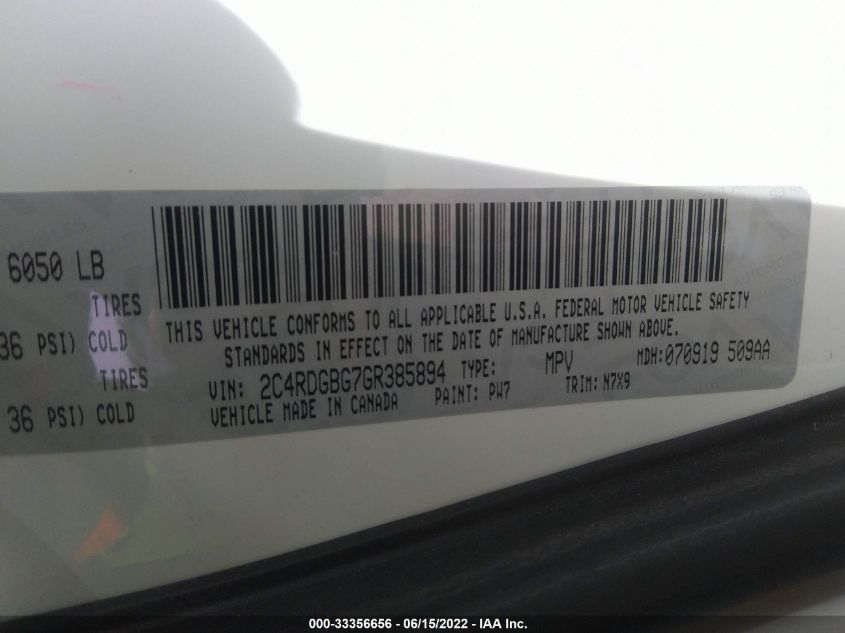 6050 LB
TIRES
36 PSI) COLD
TIRES
36 PSI) COLD
THIS VEHICLE CONFORMS TO ALL APPLICABLE U.S.A. FEDERAL MOTOR VEHICLE SAFETY
STANDARDS IN EFFECT ON THE DATE OF MANUFACTURE SHOWN ABOVE.
VIN: 2C4RDGBG7GR385894 TYPE: MPV MDH:070919 509AA
VEHICLE MADE IN CANADA PAINT: PW7 TRIM: N7X9
000-33356656 - 06/15/2022 - IAA Inc.